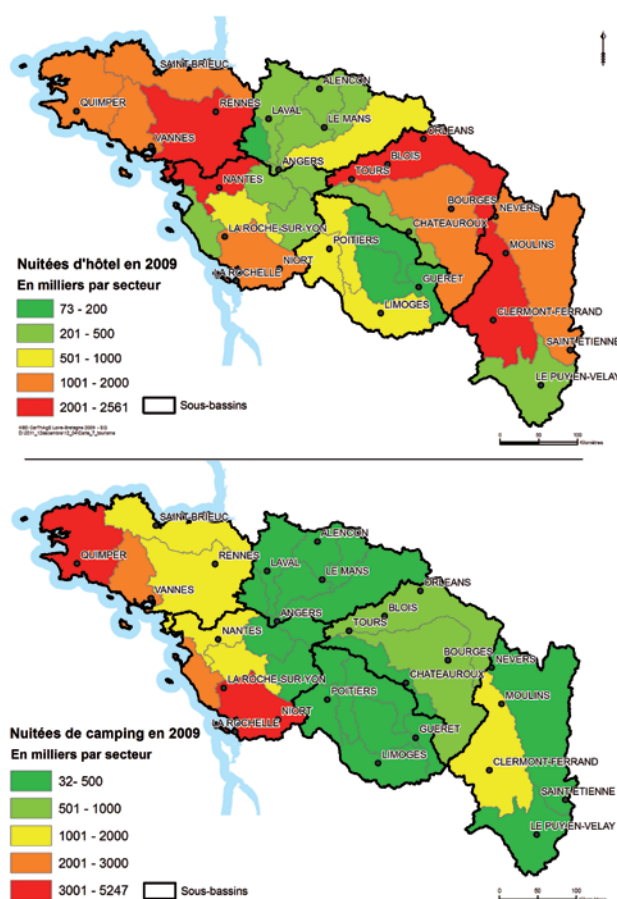 SAINT-BRIEUC
ALENCON
QUIMPER
RENNES
LAVAL
LE MANS
VANNES
ORLEANS
BLOIS
ANGERS
TOURS
NANTES
BOURGES
NEVERS
CHATEAUROUX
LA ROCHE-SUR-YON
POITIERS
MOULINS
Nuitées d'hôtel en 2009
NIORT
LA ROCHELLE
GUERET
En milliers par secteur
LIMOGES
CLERMONT-FERRAND
73 - 200
201 - 500
SAINT-ETIENNE
501 - 1000
LE PUY-EN-VELAY
1001 - 2000
2001 - 2561
Sous-bassins
0 50 100
Kilomètres
SAINT-BRIEUC
ALENCON
QUIMPER
RENNES
LAVAL
LE MANS
VANNES
ORLEANS
BLOIS
ANGERS
TOURS
NANTES
BOURGES
NEVERS
CHATEAUROUX
LA ROCHE-SUR-YON
POITIERS
MOULINS
NIORT
LA ROCHELLE
Nuitées de camping en 2009
GUERET
En milliers par secteur
LIMOGES
CLERMONT-FERRAND
32- 500
SAINT-ETIENNE
501 - 1000
1001 - 2000
LE PUY-EN-VELAY
2001 - 3000
3001 - 5247
Sous-bassins
0 50 100